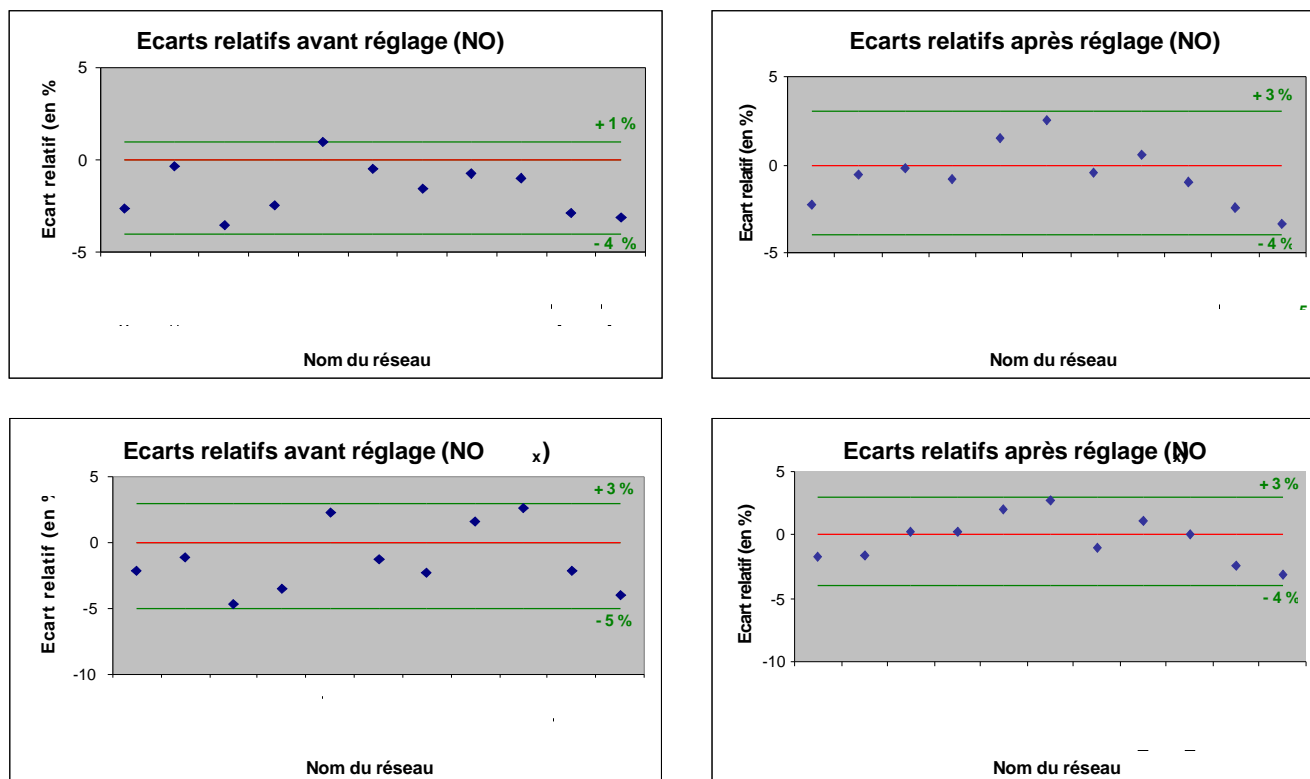 Ecarts relatifs avant réglage (NO)
Ecart relatif (en %
5
0
-5
+ 1 %
- 4 %
Nom du réseau
Ecarts relatifs après réglage (NO)
Ecart relatif (en %)
5
0
-5
+ 3 %
- 4 %
Nom du réseau
Ecarts relatifs avant réglage (NO x)
Ecart relatif (en
5
0
-5
-10
+ 3 %
- 5 %
Nom du réseau
Ecarts relatifs après réglage (NO x)
Ecart relatif (en %)
5
0
-5
-10
+ 3 %
- 4 %
Nom du réseau